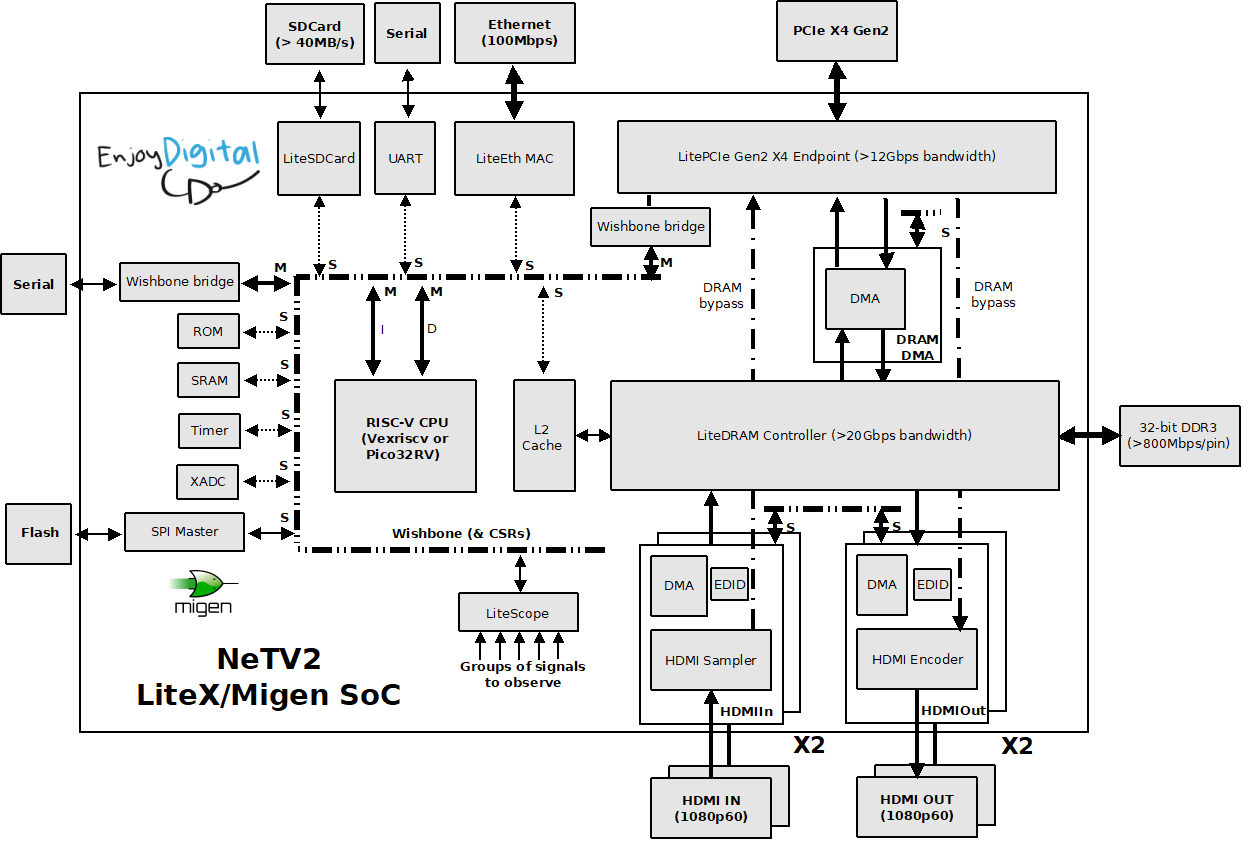 SDCard
(> 40MB/s)
Serial
Ethernet
(100Mbps)
PCIe X4 Gen2
EnjoyDigital
LiteSDCard
UART
LiteEth MAC
LitePCIe Gen2 X4 Endpoint (>12Gbps bandwidth)
Wishbone bridge
S
S
S
M
S
Serial
Wishbone bridge
M
ROM
S
SRAM
S
Timer
S
XADC
S
Flash
SPI Master
S
M
M
I
D
S
DRAM
bypass
DMA
DRAM
DMA
DRAM
bypass
RISC-V CPU
(Vexriscv or
Pico32RV)
L2
Cache
LiteDRAM Controller (>20Gbps bandwidth)
32-bit DDR3
(>800Mbps/pin)
Wishbone (& CSRs)
S
S
DMA
EDID
DMA
EDID
migen
LiteScope
Groups of signals
to observe
HDMI Sampler
HDMI Encoder
HDMIIn
HDMIOut
NeTV2
LiteX/Migen SoC
X2
X2
HDMI IN
(1080p60)
HDMI OUT
(1080p60)